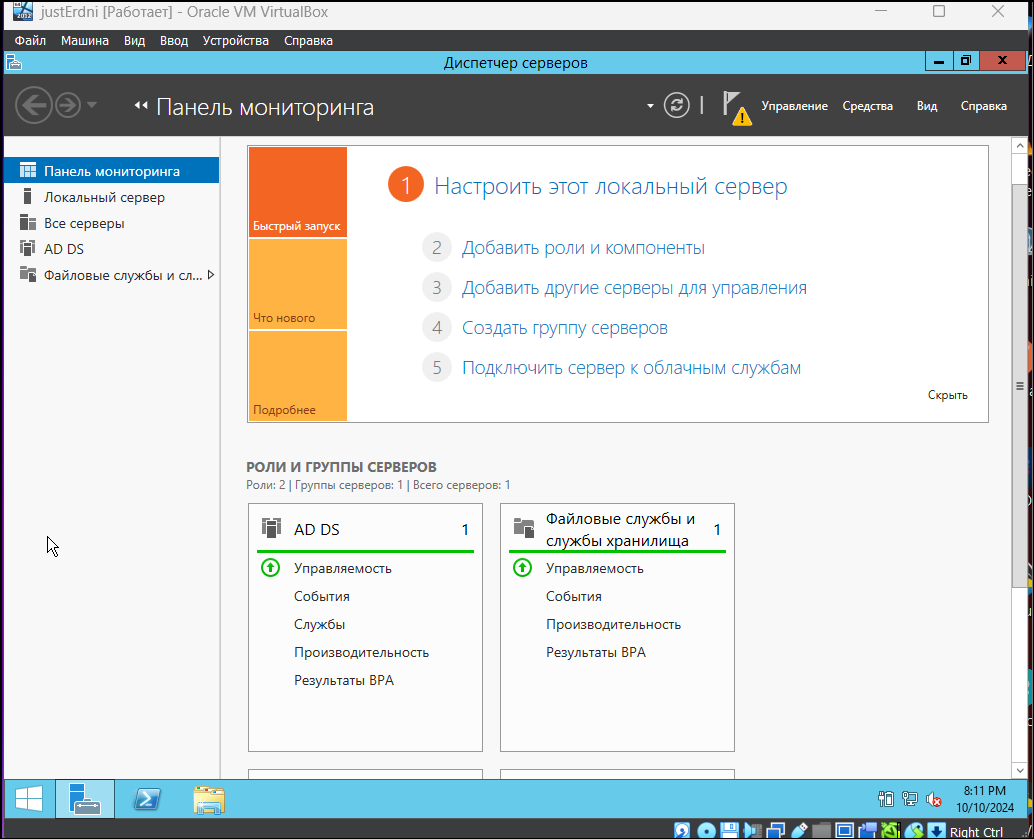 justErdni [Работает] - Oracle VM VirtualBox
Файл Машина Вид Ввод Устройства Справка
Диспетчер серверов
Панель мониторинга
Управление Средства Вид Справка
Панель мониторинга
Локальный сервер
Все серверы
AD DS
Файловые службы и сл...
Быстрый запуск
Что нового
Подробнее
1 Настроить этот локальный сервер
2 Добавить роли и компоненты
3 Добавить другие серверы для управления
4 Создать группу серверов
5 Подключить сервер к облачным службам
Скрыть
РОЛИ И ГРУППЫ СЕРВЕРОВ
Роли: 2 | Группы серверов: 1 | Всего серверов: 1
AD DS 1
Управляемость
События
Службы
Производительность
Результаты BPA
Файловые службы и
службы хранилища 1
Управляемость
События
Производительность
Результаты BPA
8:11 PM
10/10/2024
Right Ctrl